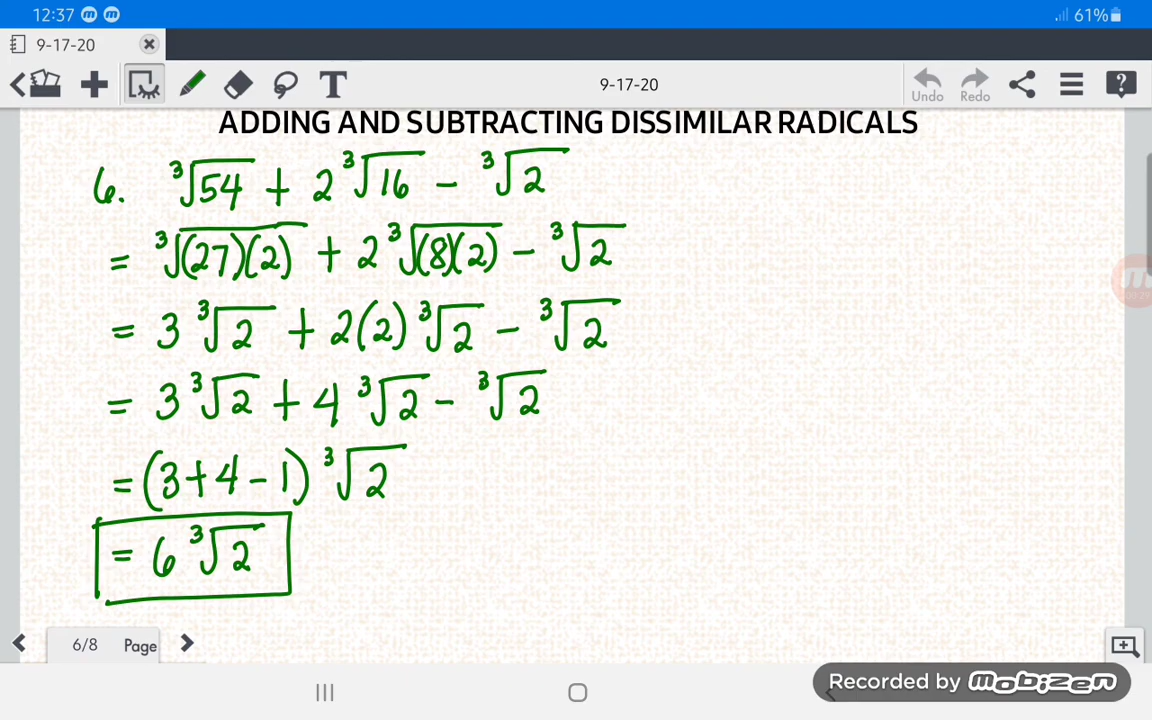 12:37 61%
9-17-20
T 9-17-20 Undo Redo ?
ADDING AND SUBTRACTING DISSIMILAR RADICALS
6. ∛54 + 2∛16 − ∛2
= ∛(27)(2) + 2∛(8)(2) − ∛2
= 3∛2 + 2(2)∛2 − ∛2
= 3∛2 + 4∛2 − ∛2
= (3+4−1)∛2
= 6∛2
6/8 Page
Recorded by mobizen